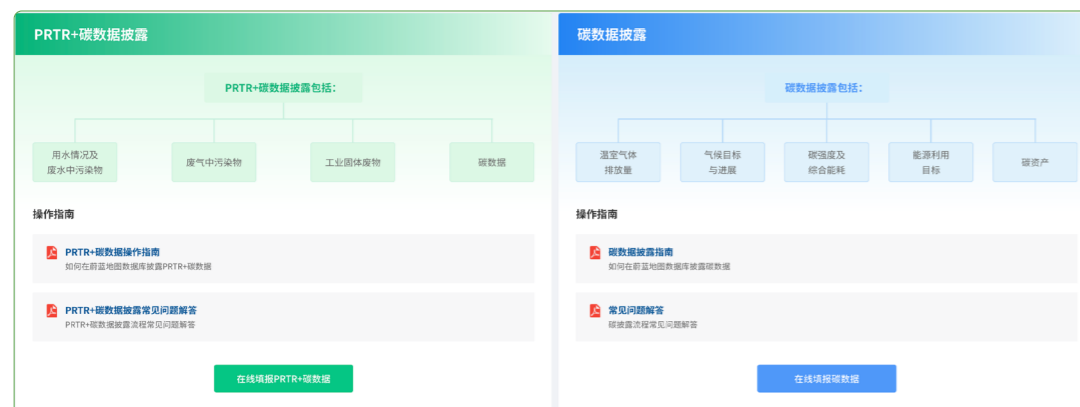 PRTR+碳数据披露
PRTR+碳数据披露包括：
用水情况及
废水中污染物
废气中污染物
工业固体废物
碳数据
操作指南
PRTR+碳数据操作指南
如何在蔚蓝地图数据库披露PRTR+碳数据
PRTR+碳数据披露常见问题解答
PRTR+碳数据披露流程常见问题解答
在线填报PRTR+碳数据
碳数据披露
碳数据披露包括：
温室气体
排放量
气候目标
与进展
碳强度及
综合能耗
能源利用
目标
碳资产
操作指南
碳数据披露指南
如何在蔚蓝地图数据库披露碳数据
常见问题解答
碳披露流程常见问题解答
在线填报碳数据